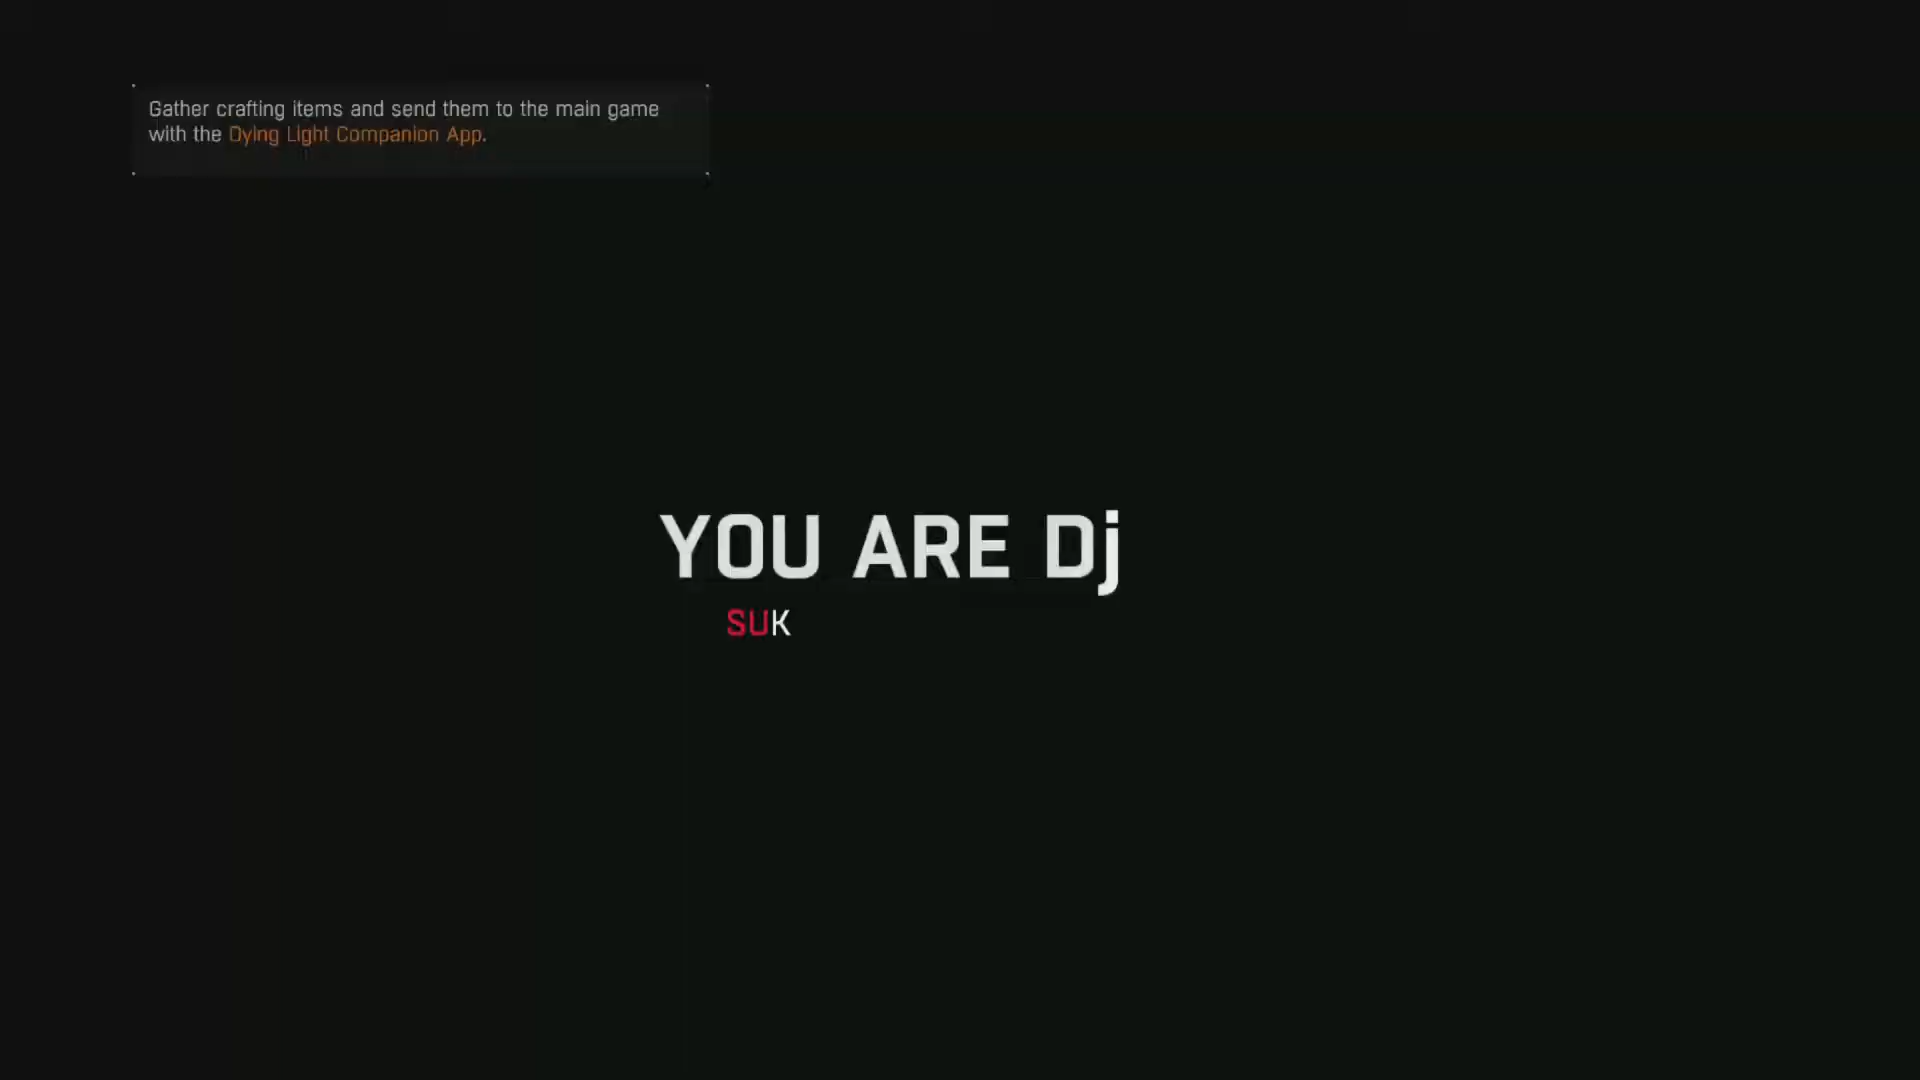 Gather crafting items and send them to the main game
with the Dying Light Companion App.
YOU ARE Dj
SUK